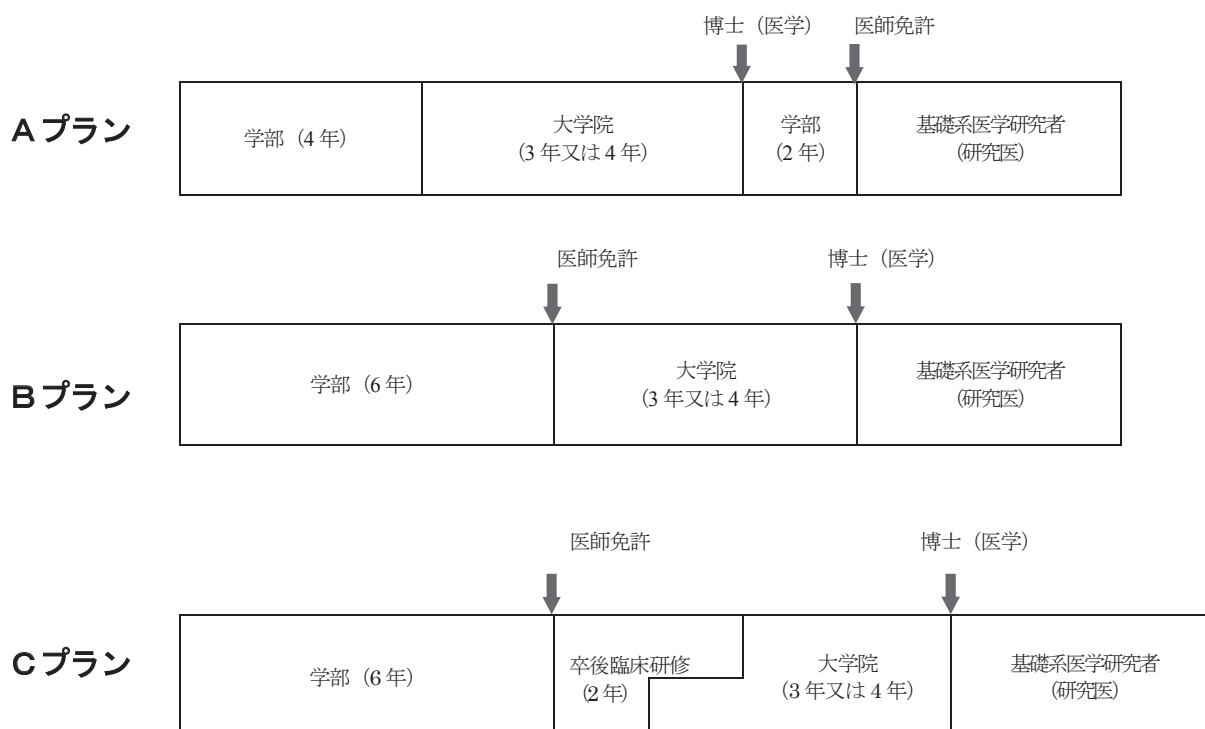 博士（医学） 医師免許
Aプラン
学部（4年）
大学院
（3年又は4年）
学部
（2年）
基礎系医学研究者
（研究医）
医師免許 博士（医学）
Bプラン
学部（6年）
大学院
（3年又は4年）
基礎系医学研究者
（研究医）
医師免許 博士（医学）
Cプラン
学部（6年）
卒後臨床研修
（2年）
大学院
（3年又は4年）
基礎系医学研究者
（研究医）